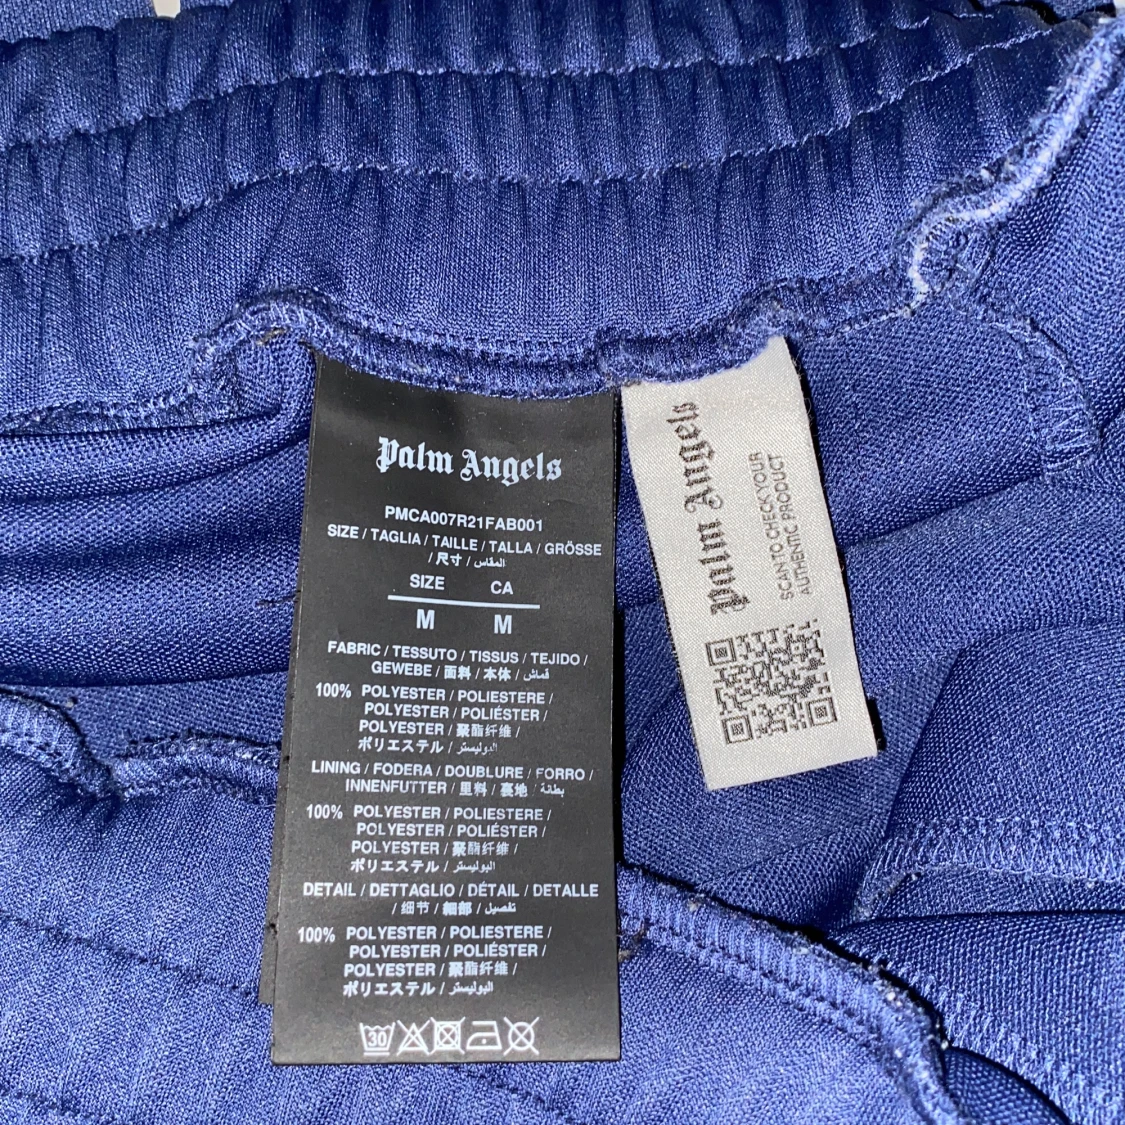 Palm Angels
PMCA007R21FAB001
SIZE / TAGLIA / TAILLE / TALLA / GRÖSSE
/ 尺寸 / المقاس
SIZE CA
M M
FABRIC / TESSUTO / TISSUS / TEJIDO /
GEWEBE / 面料 / 本体 / قماش
100% POLYESTER / POLIESTERE /
POLYESTER / POLIÉSTER /
POLYESTER / 聚酯纤维 /
ポリエステル / البوليستر
LINING / FODERA / DOUBLURE / FORRO /
INNENFUTTER / 里料 / 裏地 / بطانة
100% POLYESTER / POLIESTERE /
POLYESTER / POLIÉSTER /
POLYESTER / 聚酯纤维 /
ポリエステル / البوليستر
DETAIL / DETTAGLIO / DÉTAIL / DETALLE
/ 细节 / 細部 / تفصيل
100% POLYESTER / POLIESTERE /
POLYESTER / POLIÉSTER /
POLYESTER / 聚酯纤维 /
ポリエステル / البوليستر
30
Palm Angels
SCAN TO CHECK YOUR
AUTHENTIC PRODUCT